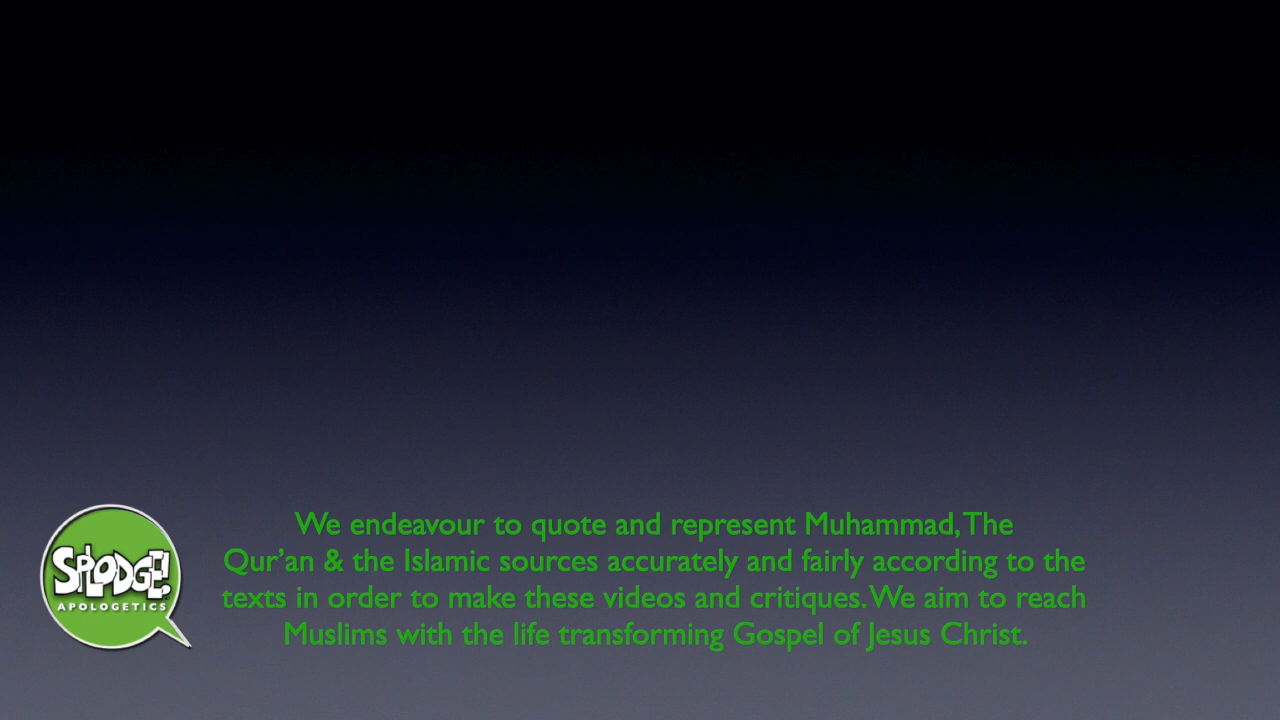 We endeavour to quote and represent Muhammad, The
Qur'an & the Islamic sources accurately and fairly according to the
texts in order to make these videos and critiques. We aim to reach
Muslims with the life transforming Gospel of Jesus Christ.
SPLODGE!
APOLOGETICS